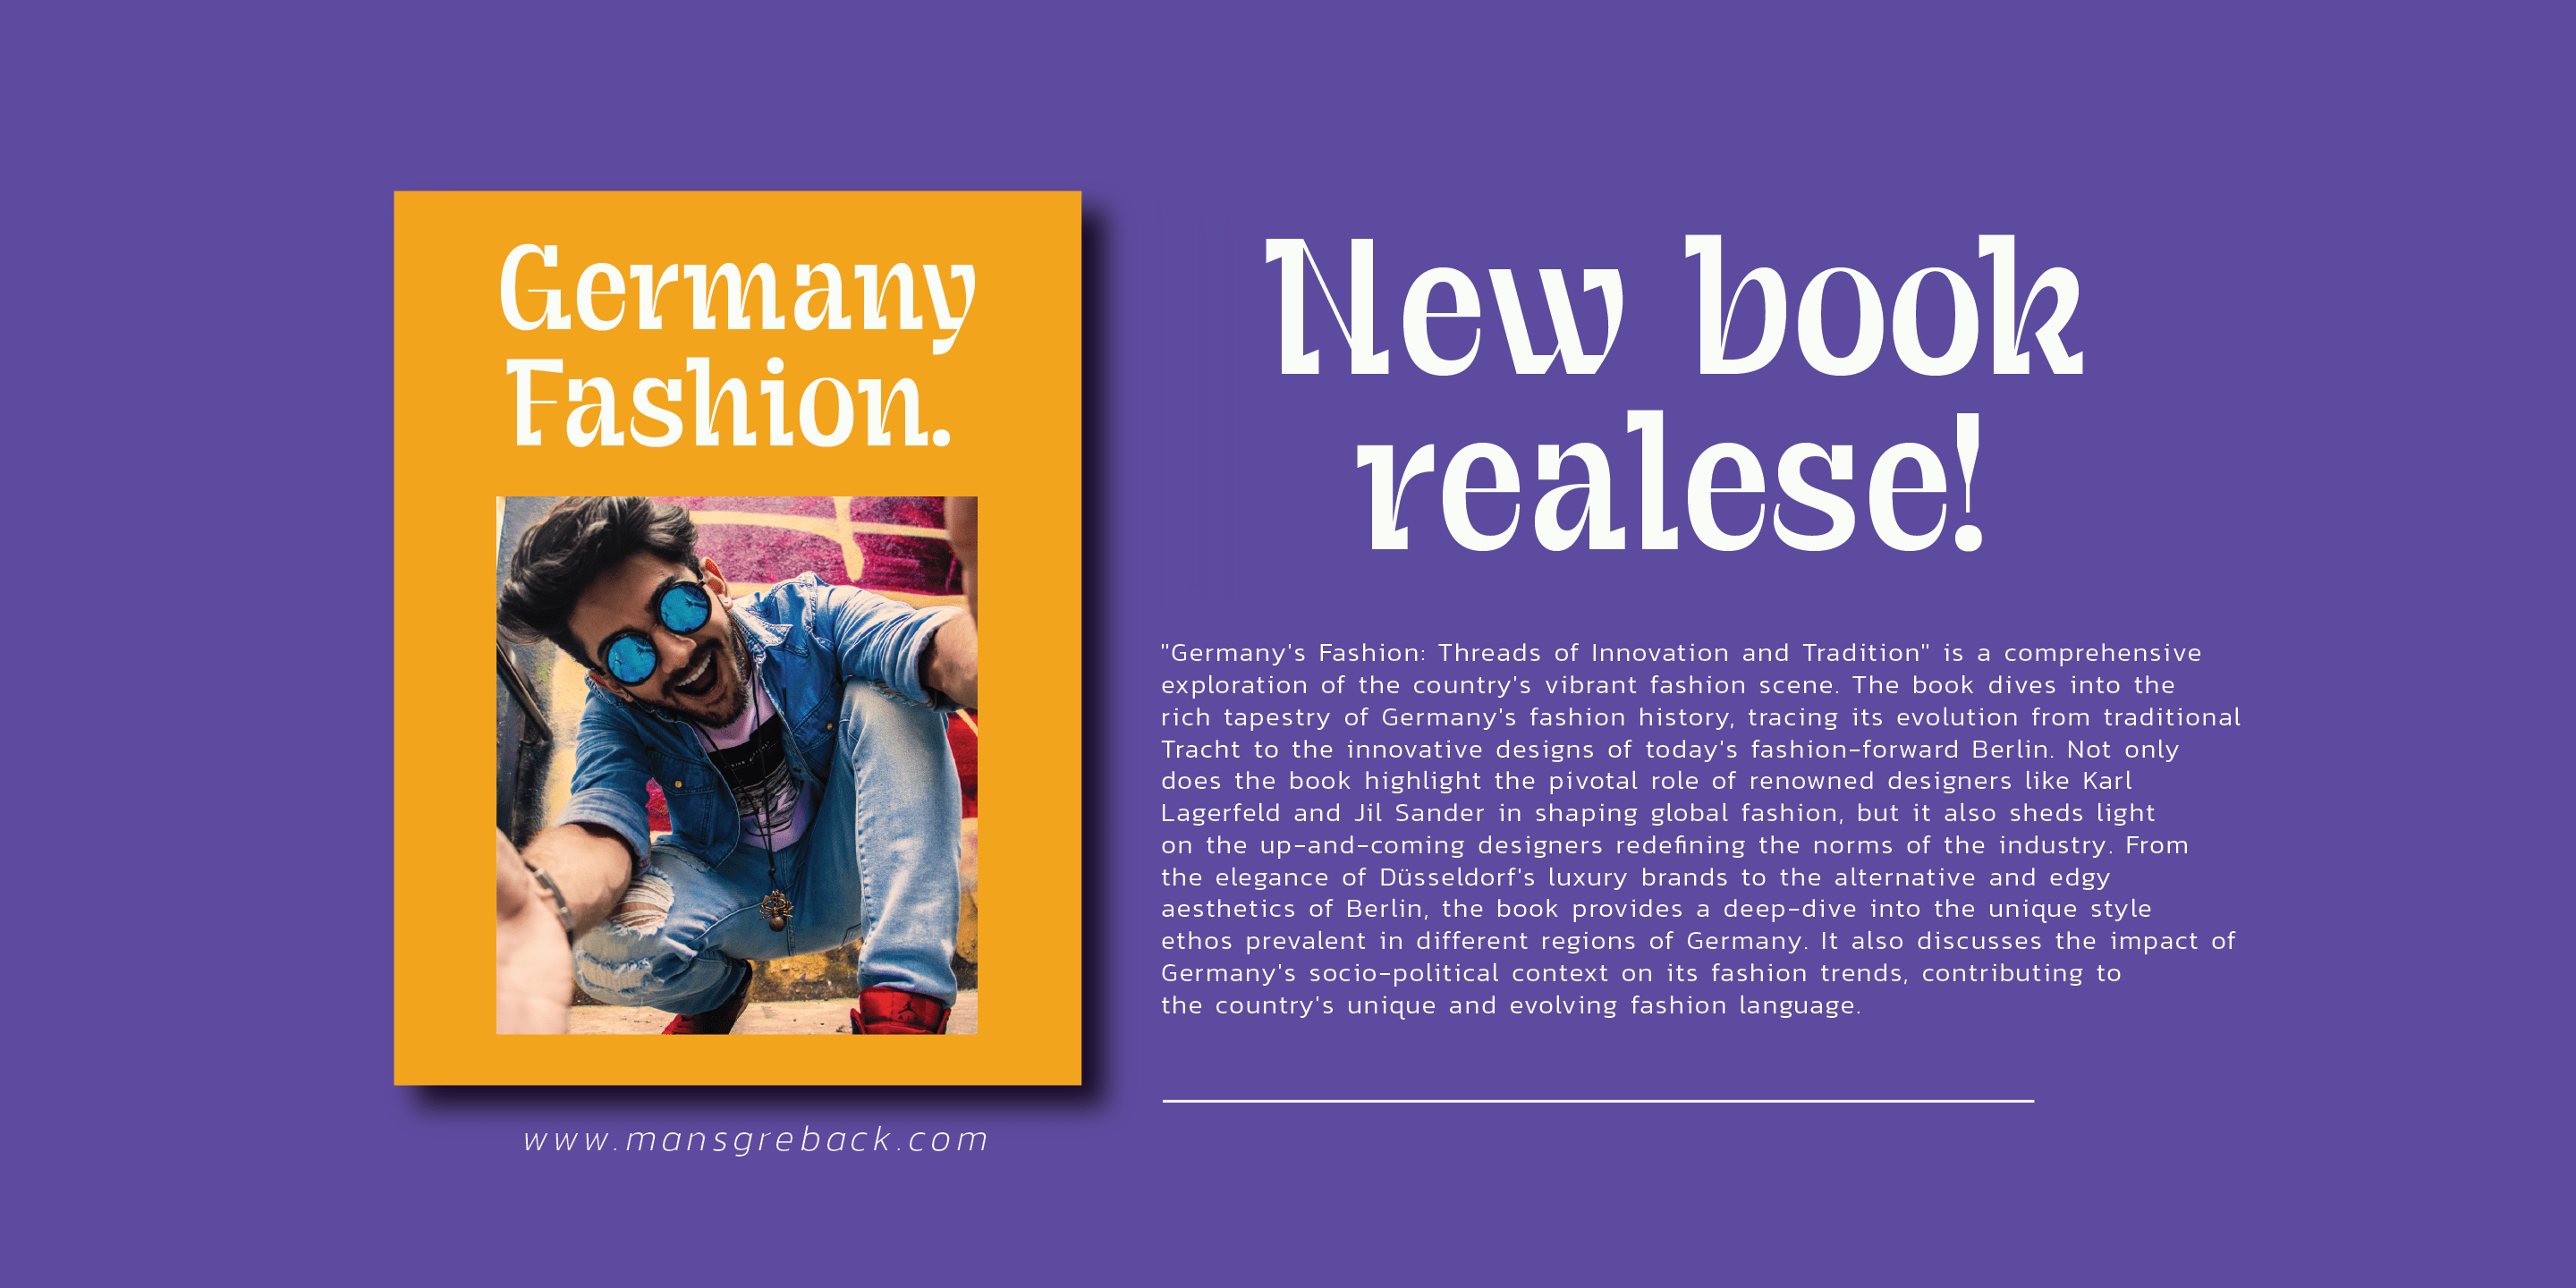 Germany
Fashion.
www.mansgreback.com
New book
realese!
"Germany's Fashion: Threads of Innovation and Tradition" is a comprehensive
exploration of the country's vibrant fashion scene. The book dives into the
rich tapestry of Germany's fashion history, tracing its evolution from traditional
Tracht to the innovative designs of today's fashion-forward Berlin. Not only
does the book highlight the pivotal role of renowned designers like Karl
Lagerfeld and Jil Sander in shaping global fashion, but it also sheds light
on the up-and-coming designers redefining the norms of the industry. From
the elegance of Düsseldorf's luxury brands to the alternative and edgy
aesthetics of Berlin, the book provides a deep-dive into the unique style
ethos prevalent in different regions of Germany. It also discusses the impact of
Germany's socio-political context on its fashion trends, contributing to
the country's unique and evolving fashion language.